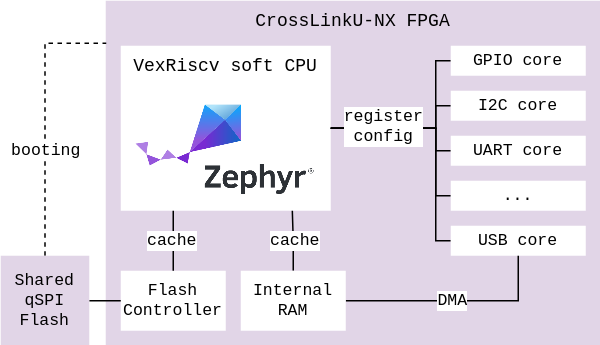 CrossLinkU-NX FPGA
VexRiscv soft CPU
Zephyr®
booting
register
config
GPIO core
I2C core
UART core
...
USB core
cache
cache
Shared
qSPI
Flash
Flash
Controller
Internal
RAM
DMA